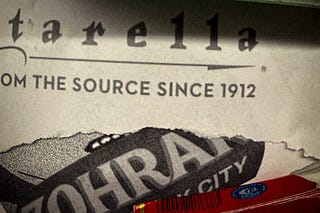 tarella
OM THE SOURCE SINCE 1912
ZOHRA
K CITY